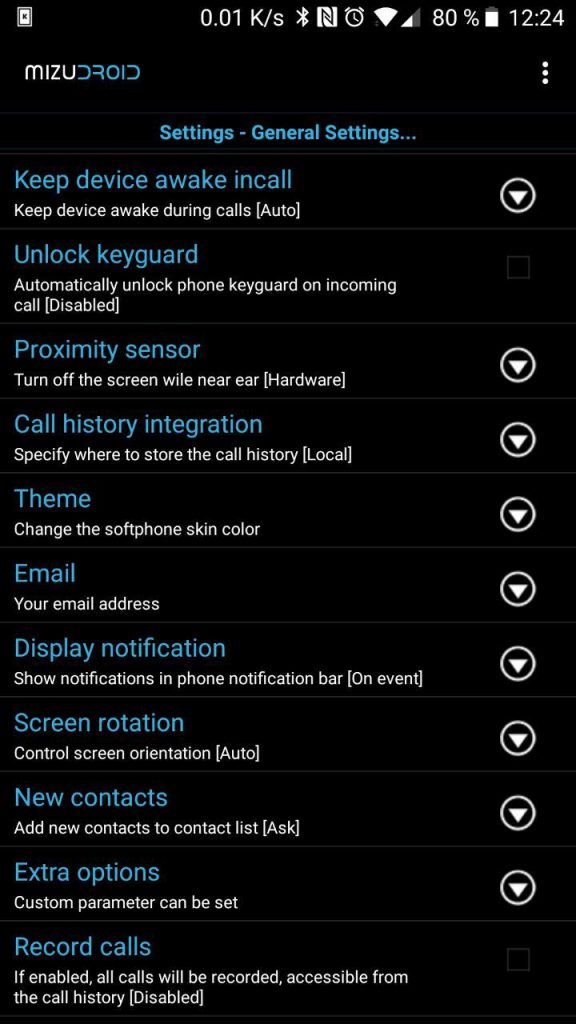 0.01 K/s 80 % 12:24
MIZUDROID
Settings - General Settings...
Keep device awake incall
Keep device awake during calls [Auto]
Unlock keyguard
Automatically unlock phone keyguard on incoming
call [Disabled]
Proximity sensor
Turn off the screen wile near ear [Hardware]
Call history integration
Specify where to store the call history [Local]
Theme
Change the softphone skin color
Email
Your email address
Display notification
Show notifications in phone notification bar [On event]
Screen rotation
Control screen orientation [Auto]
New contacts
Add new contacts to contact list [Ask]
Extra options
Custom parameter can be set
Record calls
If enabled, all calls will be recorded, accessible from
the call history [Disabled]